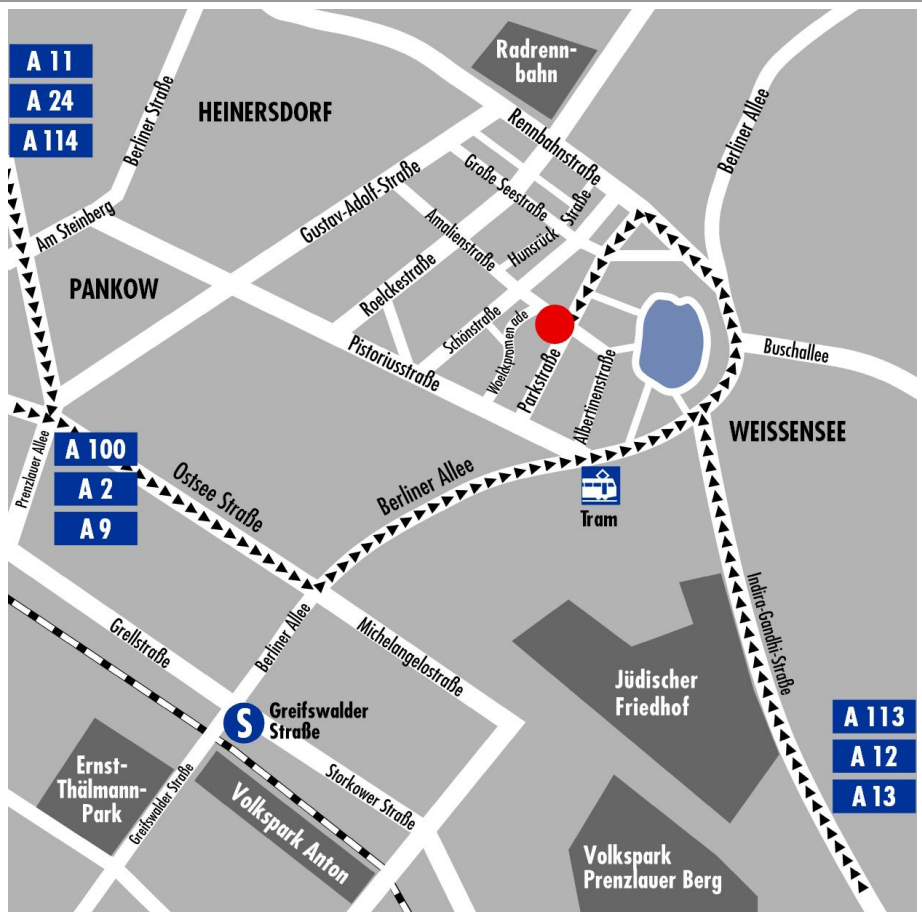 Radrenn-
bahn
A 11
A 24
A 114
Berliner Straße
HEINERSDORF
Rennbahnstraße
Berliner Allee
Gustav-Adolf-Straße
Große Seestraße
Hunsrück Straße
Amalienstraße
Am Steinberg
PANKOW
Roelckestraße
Schönstraße
Woelckpromenade
Parkstraße
Albertinenstraße
Pistoriusstraße
Buschallee
WEISSENSEE
Prenzlauer Allee
A 100
A 2
A 9
Ostsee Straße
Berliner Allee
Tram
Indira-Gandhi-Straße
Grellstraße
Berliner Allee
Michelangelostraße
S
Greifswalder
Straße
Jüdischer
Friedhof
A 113
A 12
A 13
Ernst-
Thälmann-
Park
Greifswalder Straße
Volkspark Anton
Storkower Straße
Volkspark
Prenzlauer Berg